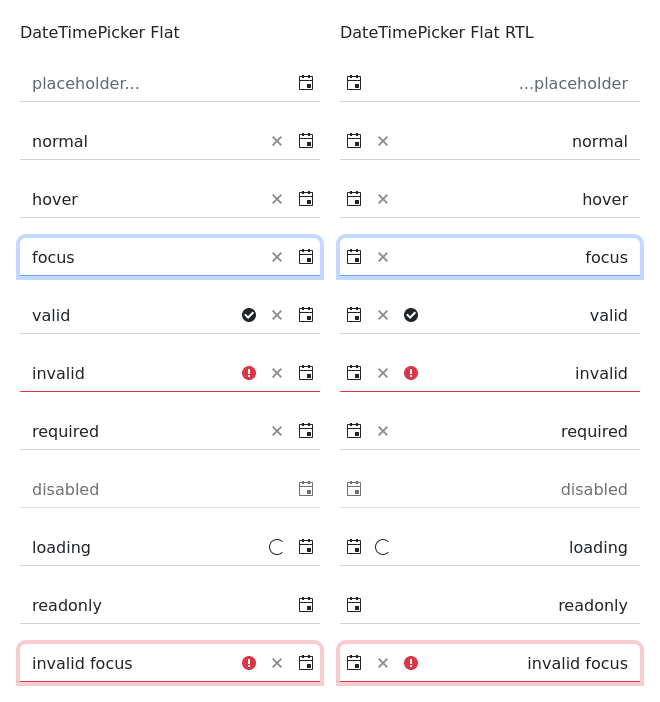 DateTimePicker Flat
DateTimePicker Flat RTL
placeholder...
...placeholder
normal
normal
hover
hover
focus
focus
valid
valid
invalid
invalid
required
required
disabled
disabled
loading
loading
readonly
readonly
invalid focus
invalid focus